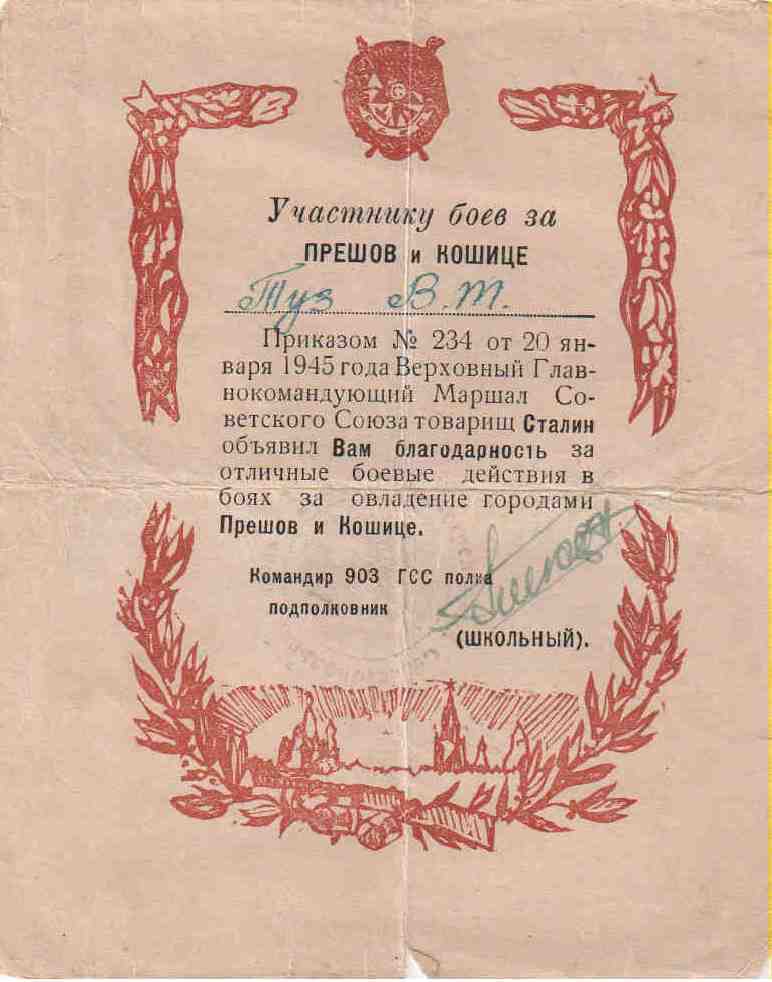 Участнику боев за
ПРЕШОВ и КОШИЦЕ
Туз В.Т.
Приказом № 234 от 20 ян-
варя 1945 года Верховный Глав-
нокомандующий Маршал Со-
ветского Союза товарищ Сталин
объявил Вам благодарность за
отличные боевые действия в
боях за овладение городами
Прешов и Кошице.
Командир 903 ГСС полка
подполковник
(ШКОЛЬНЫЙ).